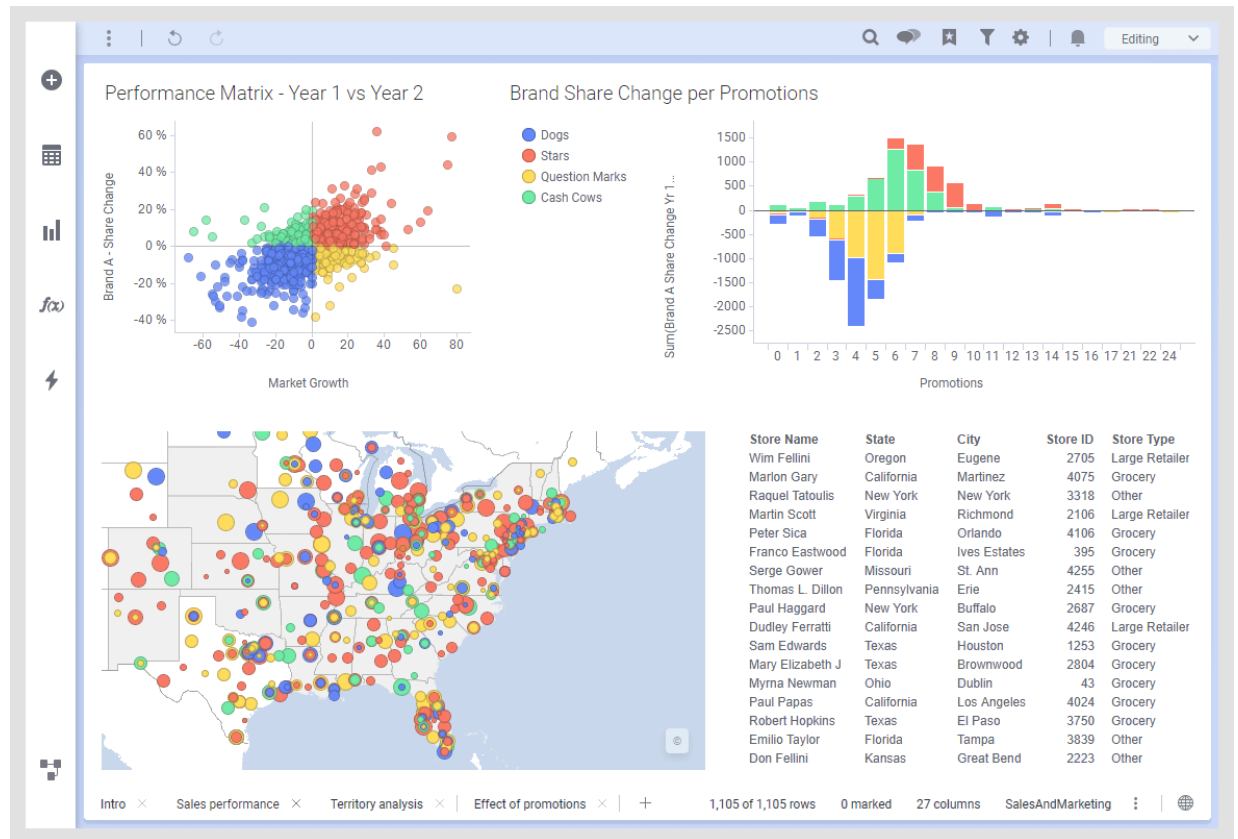 Editing
Performance Matrix - Year 1 vs Year 2
Brand A - Share Change
60 %
40 %
20 %
0 %
-20 %
-40 %
-60 -40 -20 0 20 40 60 80
Market Growth
Dogs
Stars
Question Marks
Cash Cows
Brand Share Change per Promotions
Sum(Brand A Share Change Yr 1...
1500
1000
500
0
-500
-1000
-1500
-2000
-2500
0 1 2 3 4 5 6 7 8 9 10 11 12 13 14 15 16 17 21 22 24
Promotions
f(x)
©
Store Name State City Store ID Store Type
Wim Fellini Oregon Eugene 2705 Large Retailer
Marlon Gary California Martinez 4075 Grocery
Raquel Tatoulis New York New York 3318 Other
Martin Scott Virginia Richmond 2106 Large Retailer
Peter Sica Florida Orlando 4106 Grocery
Franco Eastwood Florida Ives Estates 395 Grocery
Serge Gower Missouri St. Ann 4255 Other
Thomas L. Dillon Pennsylvania Erie 2415 Other
Paul Haggard New York Buffalo 2687 Grocery
Dudley Ferratti California San Jose 4246 Large Retailer
Sam Edwards Texas Houston 1253 Grocery
Mary Elizabeth J Texas Brownwood 2804 Grocery
Myrna Newman Ohio Dublin 43 Grocery
Paul Papas California Los Angeles 4024 Grocery
Robert Hopkins Texas El Paso 3750 Grocery
Emilio Taylor Florida Tampa 3839 Other
Don Fellini Kansas Great Bend 2223 Other
Intro × Sales performance × Territory analysis × Effect of promotions × + 1,105 of 1,105 rows 0 marked 27 columns SalesAndMarketing